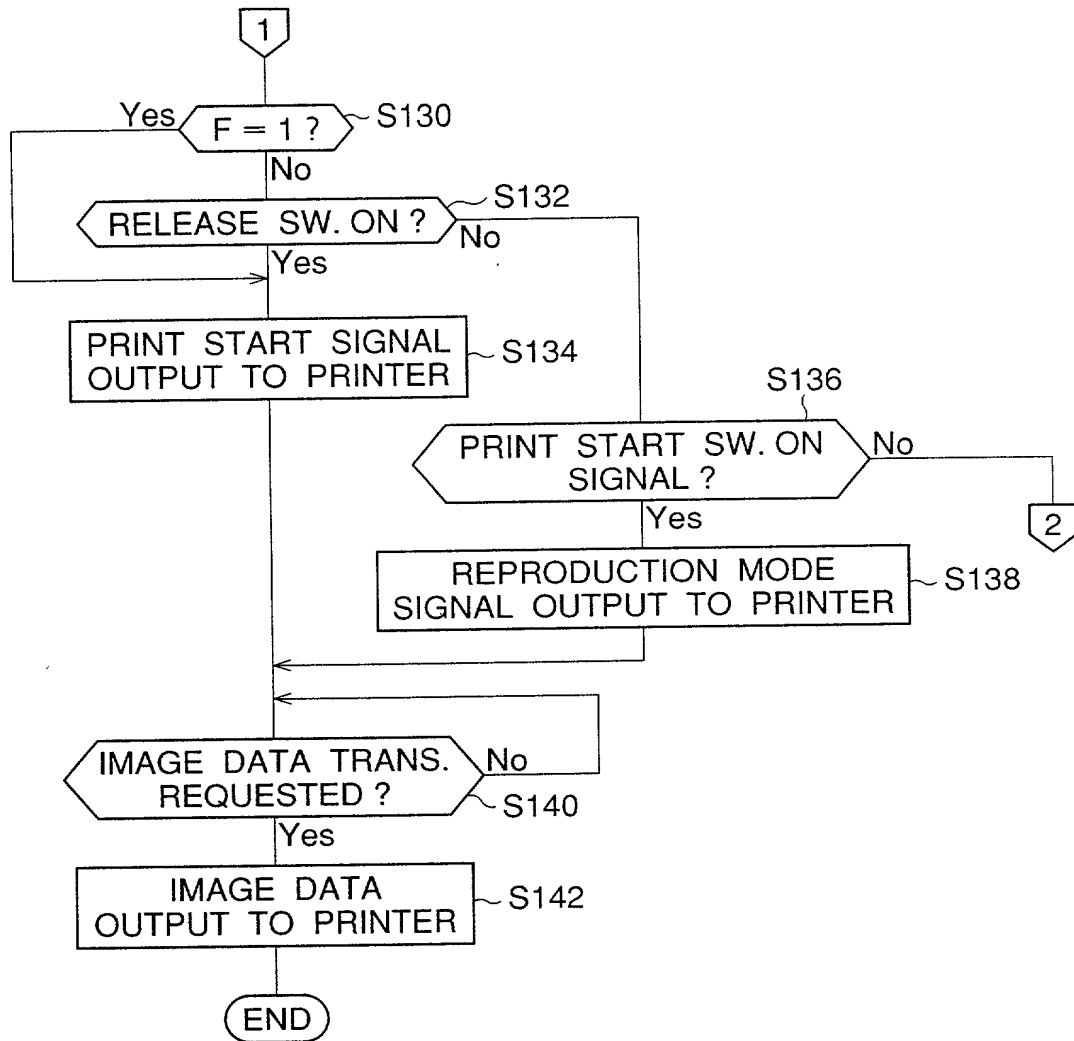 1
Yes
F = 1 ?
S130
No
RELEASE SW. ON ?
S132
No
Yes
PRINT START SIGNAL
OUTPUT TO PRINTER
S134
S136
PRINT START SW. ON
SIGNAL ?
No
Yes
2
REPRODUCTION MODE
SIGNAL OUTPUT TO PRINTER
S138
IMAGE DATA TRANS.
REQUESTED ?
No
S140
Yes
IMAGE DATA
OUTPUT TO PRINTER
S142
END